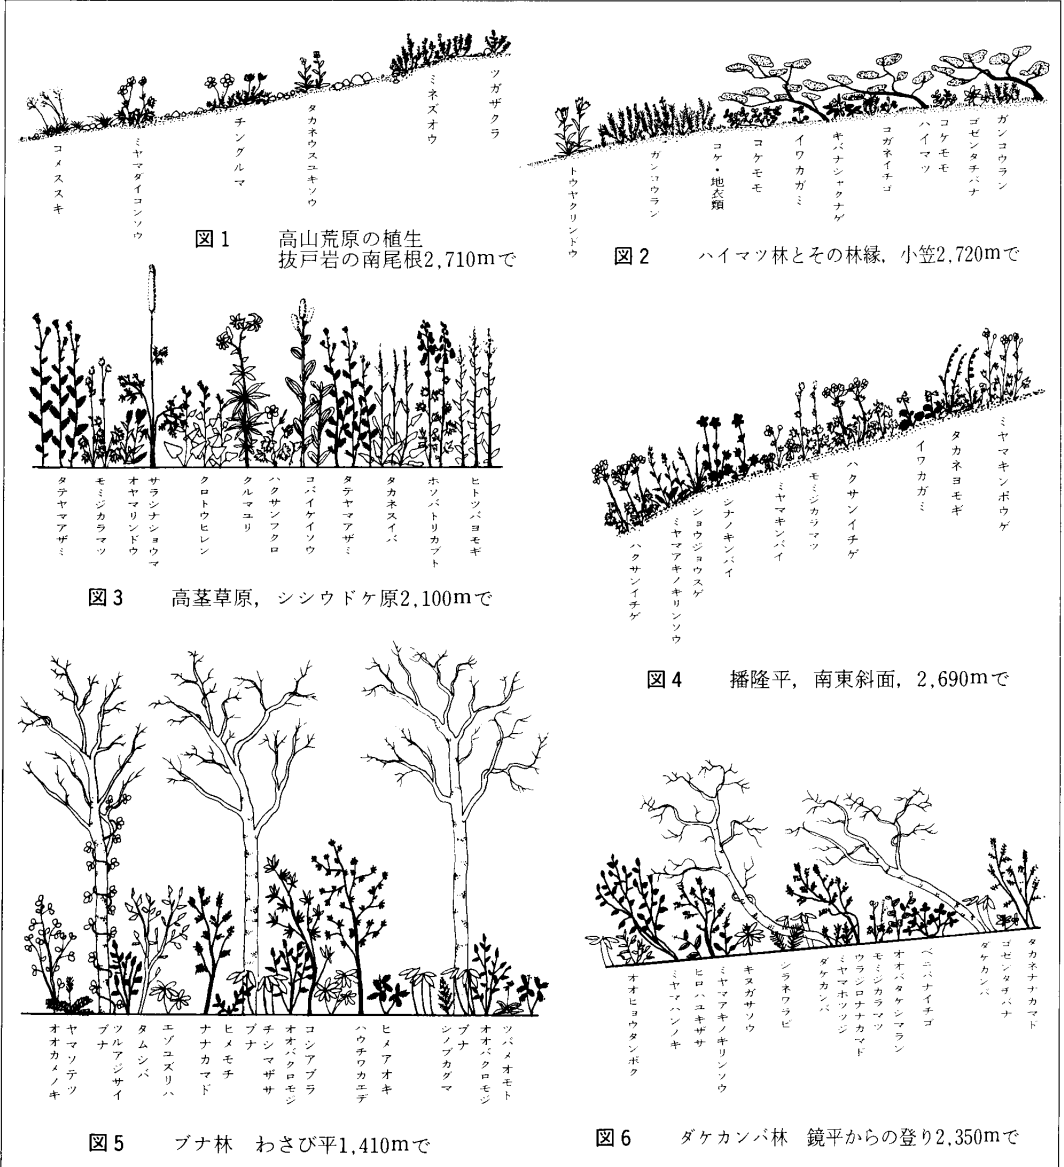 コメススキ
ミヤマダイコンソウ
チングルマ
タカネウスユキソウ
ミネズオウ
ツガザクラ
図1 高山荒原の植生
抜戸岩の南尾根2,710mで
トウヤクリンドウ
ガンコウラン
コケ・地衣類
コケモモ
イワカガミ
キバナシャクナゲ
コガネイチゴ
ハイマツ
コケモモ
ゴゼンタチバナ
ガンコウラン
図2 ハイマツ林とその林縁，小笠2,720mで
タテヤマアザミ
モミジカラマツ
オヤマリンドウ
サラシナショウマ
クロトウヒレン
クルマユリ
ハクサンフウロ
コバイケイソウ
タテヤマアザミ
タカネスイバ
ホソバトリカブト
ヒトツバヨモギ
図3 高茎草原，シシウドケ原2,100mで
ハクサンイチゲ
ミヤマアキノキリンソウ
ショウジョウスゲ
シナノキンバイ
ミヤマキンバイ
モミジカラマツ
ハクサンイチゲ
イワカガミ
タカネヨモギ
ミヤマキンポウゲ
図4 播隆平，南東斜面，2,690mで
オオカメノキ
ヤマソテツ
ブナ
ツルアジサイ
タムシバ
エゾユズリハ
ナナカマド
ヒメモチ
ブナ
チシマザサ
オオバクロモジ
コシアブラ
ハウチワカエデ
ヒメアオキ
シノブカグマ
ブナ
オオバクロモジ
ツバメオモト
図5 ブナ林 わさび平1,410mで
オオヒョウタンボク
ミヤマハンノキ
ヒロハユキザサ
ミヤマアキノキリンソウ
キヌガサソウ
シラネワラビ
ダケカンバ
ミヤマホツツジ
ウラジロナナカマド
モミジカラマツ
オオバタケシマラン
ベニバナイチゴ
ダケカンバ
ゴゼンタチバナ
タカネナナカマド
図6 ダケカンバ林 鏡平からの登り2,350mで